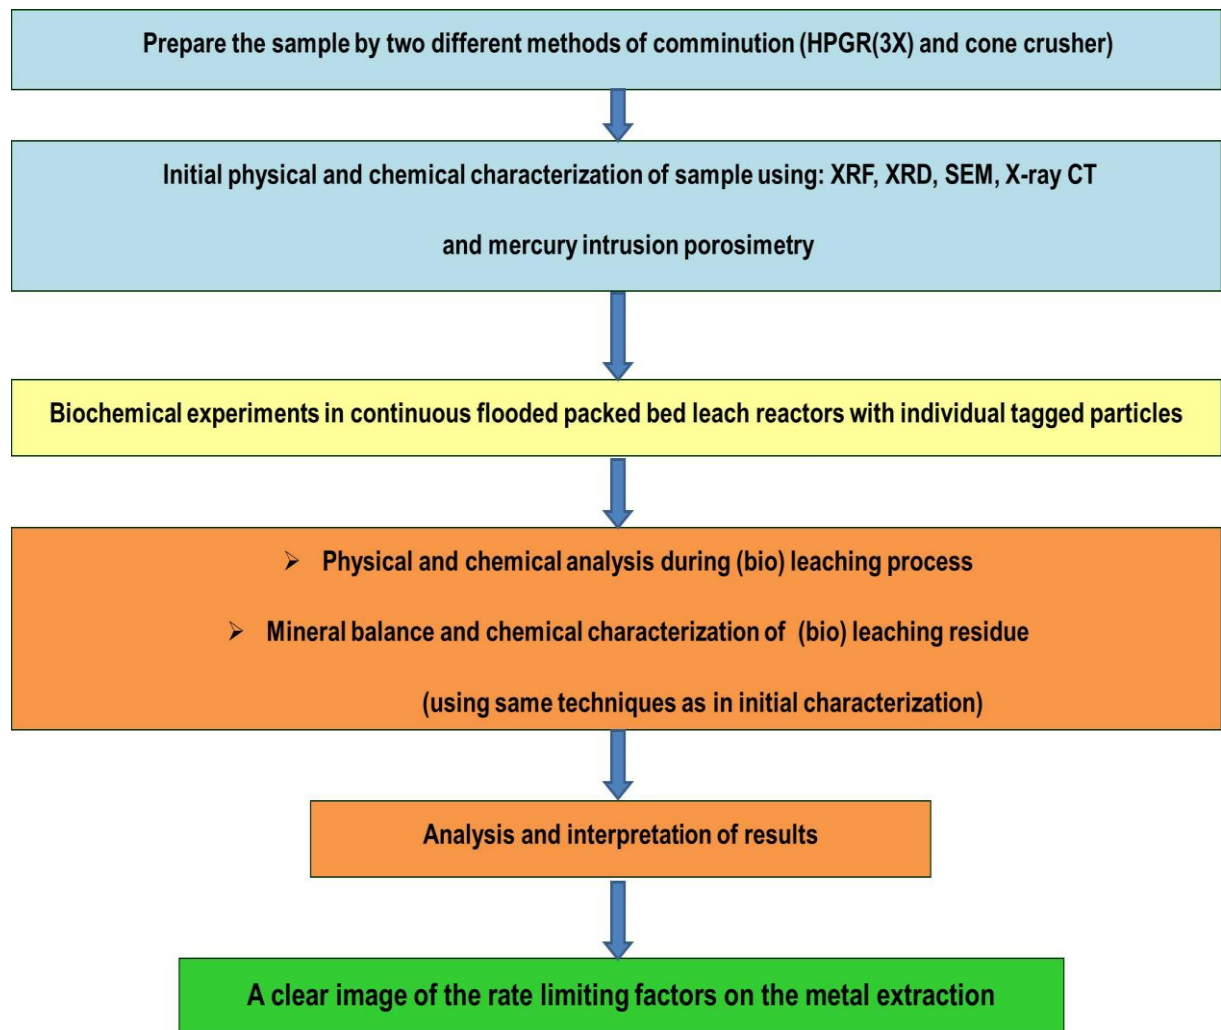 Prepare the sample by two different methods of comminution (HPGR(3X) and cone crusher)
Initial physical and chemical characterization of sample using: XRF, XRD, SEM, X-ray CT
and mercury intrusion porosimetry
Biochemical experiments in continuous flooded packed bed leach reactors with individual tagged particles
➢ Physical and chemical analysis during (bio) leaching process
➢ Mineral balance and chemical characterization of (bio) leaching residue
(using same techniques as in initial characterization)
Analysis and interpretation of results
A clear image of the rate limiting factors on the metal extraction